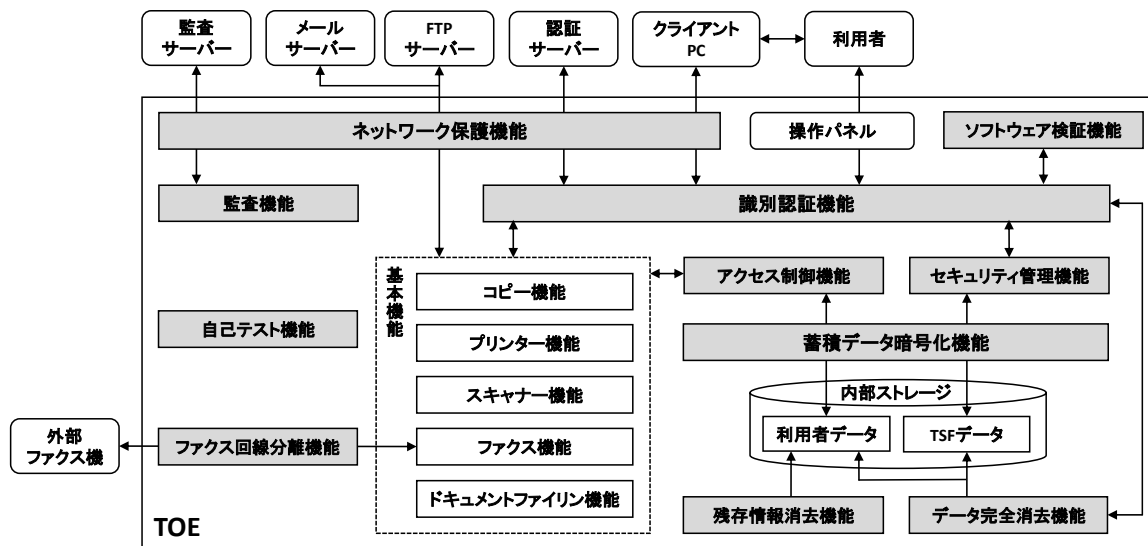 監査
サーバー
メール
サーバー
FTP
サーバー
認証
サーバー
クライアント
PC
利用者
ネットワーク保護機能
操作パネル
ソフトウェア検証機能
監査機能
識別認証機能
基本機能
コピー機能
アクセス制御機能
セキュリティ管理機能
自己テスト機能
プリンター機能
蓄積データ暗号化機能
スキャナー機能
内部ストレージ
外部
ファクス機
ファクス回線分離機能
ファクス機能
利用者データ
TSFデータ
ドキュメントファイリン機能
残存情報消去機能
データ完全消去機能
TOE